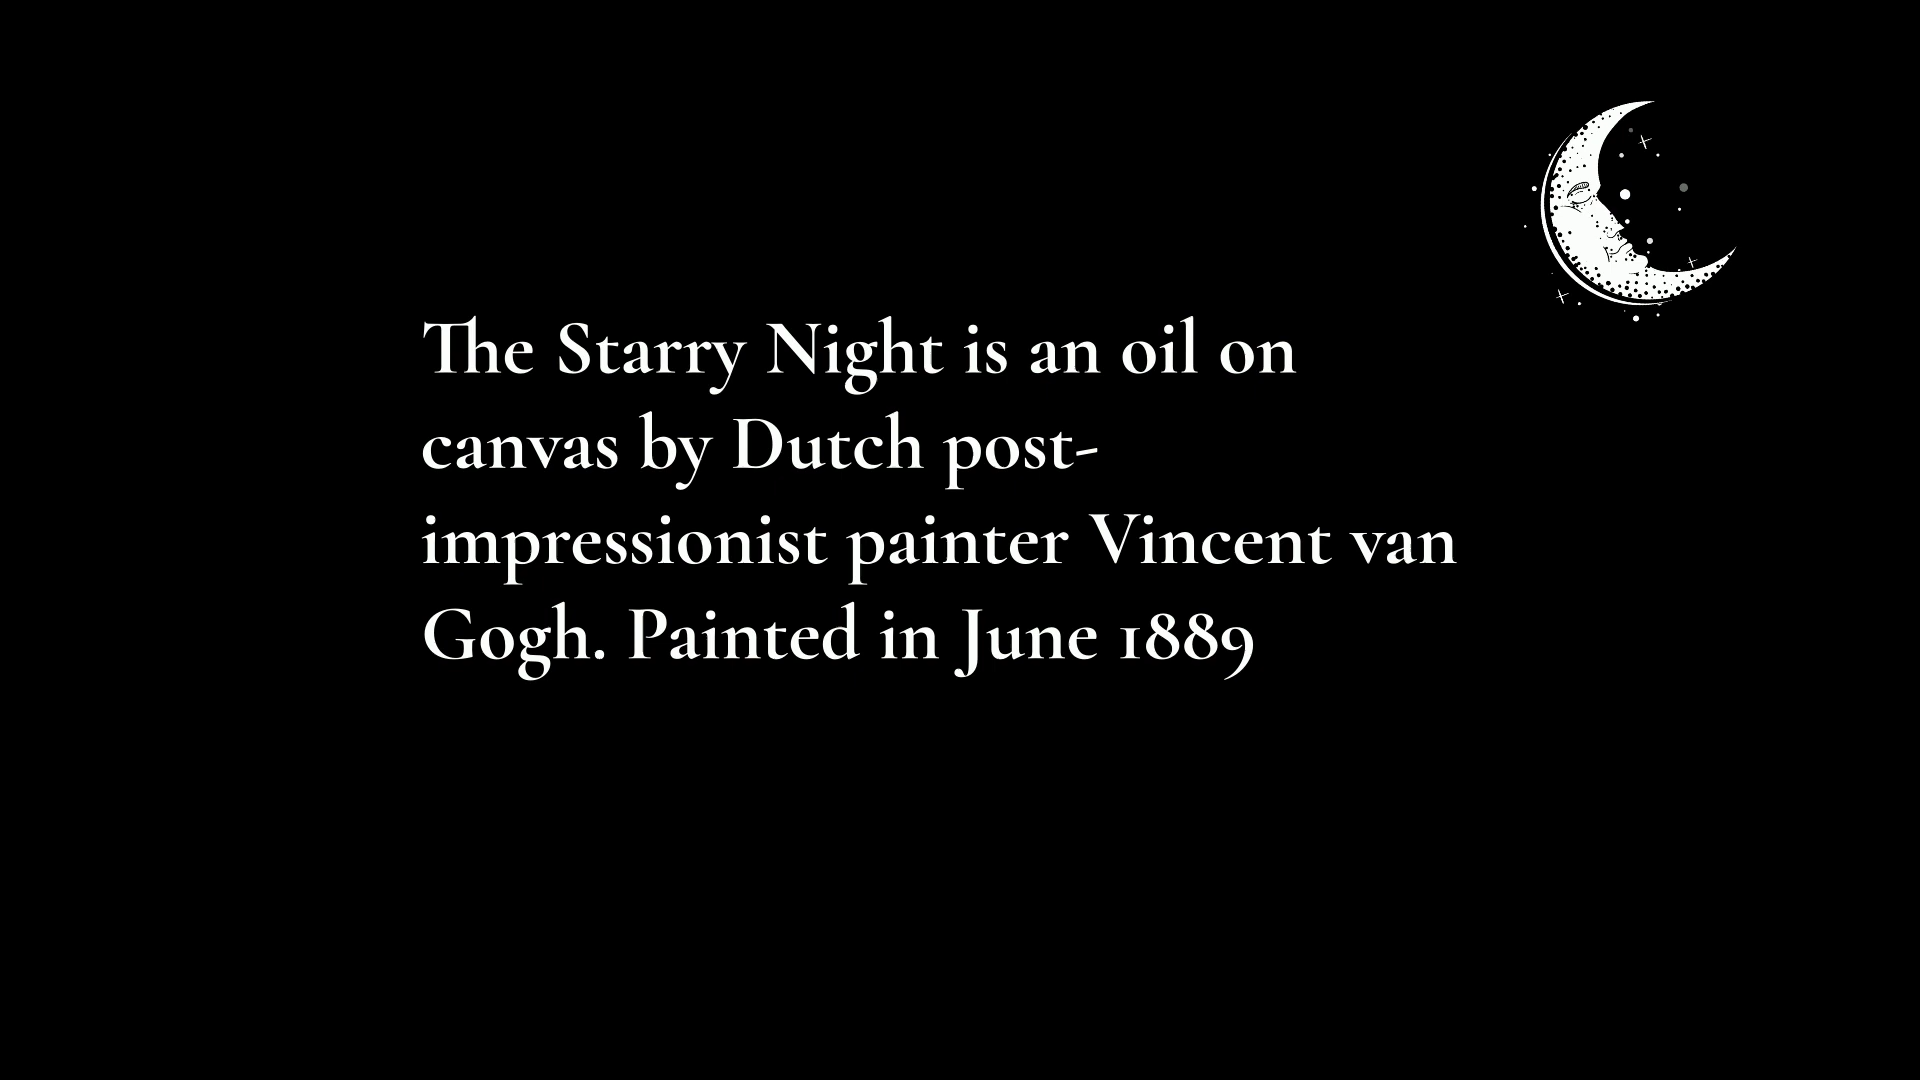 The Starry Night is an oil on
canvas by Dutch post-
impressionist painter Vincent van
Gogh. Painted in June 1889